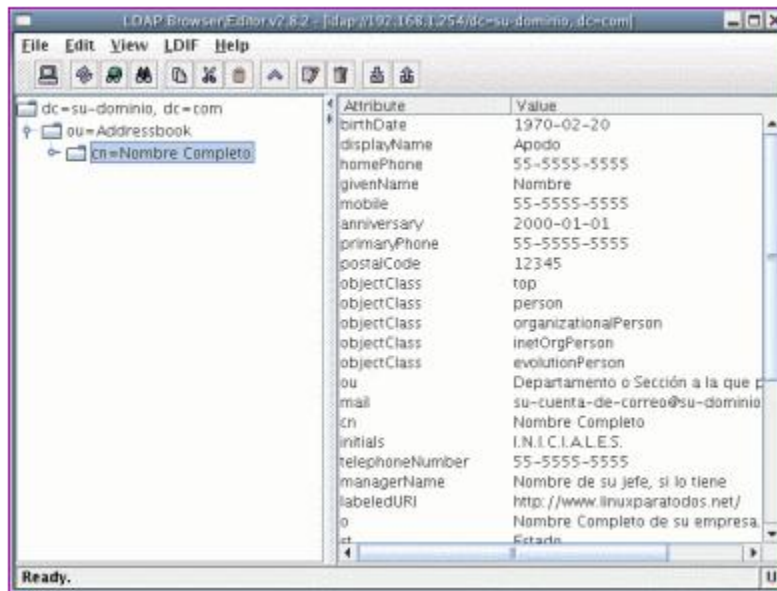 LDAP Browser/Editor v2.8.2 - [ldap://192.168.1.254/dc=su-dominio, dc=com]
File Edit View LDIF Help
dc=su-dominio, dc=com
ou=Addressbook
cn=Nombre Completo
Attribute Value
birthDate 1970-02-20
displayName Apodo
homePhone 55-5555-5555
givenName Nombre
mobile 55-5555-5555
anniversary 2000-01-01
primaryPhone 55-5555-5555
postalCode 12345
objectClass top
objectClass person
objectClass organizationalPerson
objectClass inetOrgPerson
objectClass evolutionPerson
ou Departamento o Sección a la que p
mail su-cuenta-de-correo@su-dominio
cn Nombre Completo
initials I.N.I.C.I.A.L.E.S.
telephoneNumber 55-5555-5555
managerName Nombre de su jefe, si lo tiene
labeledURI http://www.linuxparatodos.net/
o Nombre Completo de su empresa.
st Estado
Ready. U